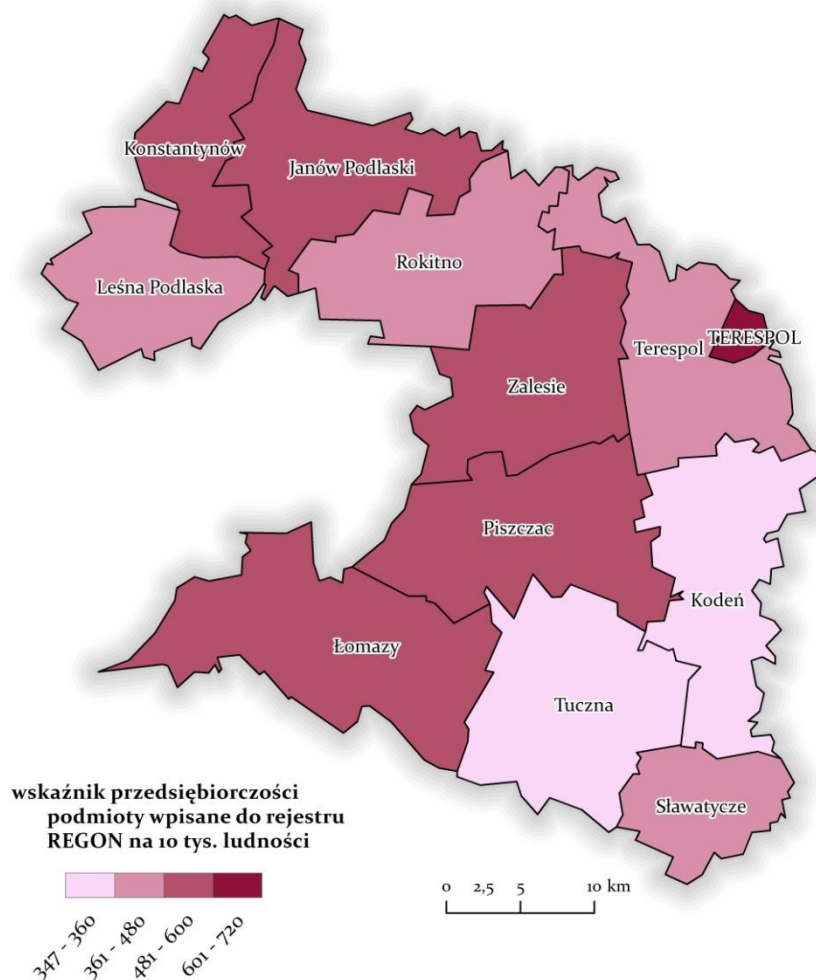 Konstantynów
Janów Podlaski
Leśna Podlaska
Rokitno
Terespol
TERESPOL
Zalesie
Piszczac
Kodeń
Łomazy
Tuczna
Sławatycze
wskaźnik przedsiębiorczości
podmioty wpisane do rejestru
REGON na 10 tys. ludności
347 - 360
361 - 480
481 - 600
601 - 720
0 2,5 5 10 km